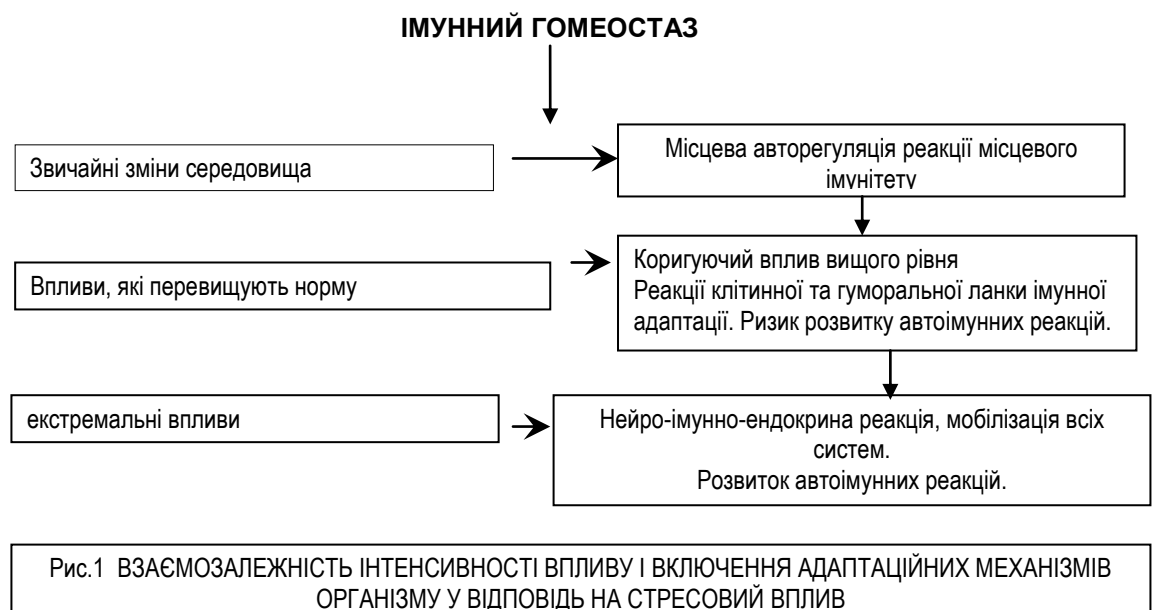 ІМУННИЙ ГОМЕОСТАЗ
Звичайні зміни середовища
Місцева авторегуляція реакції місцевого
імунітету
Впливи, які перевищують норму
Коригуючий вплив вищого рівня
Реакції клітинної та гуморальної ланки імунної
адаптації. Ризик розвитку автоімунних реакцій.
екстремальні впливи
Нейро-імунно-ендокрина реакція, мобілізація всіх
систем.
Розвиток автоімунних реакцій.
Рис.1 ВЗАЄМОЗАЛЕЖНІСТЬ ІНТЕНСИВНОСТІ ВПЛИВУ І ВКЛЮЧЕННЯ АДАПТАЦІЙНИХ МЕХАНІЗМІВ
ОРГАНІЗМУ У ВІДПОВІДЬ НА СТРЕСОВИЙ ВПЛИВ